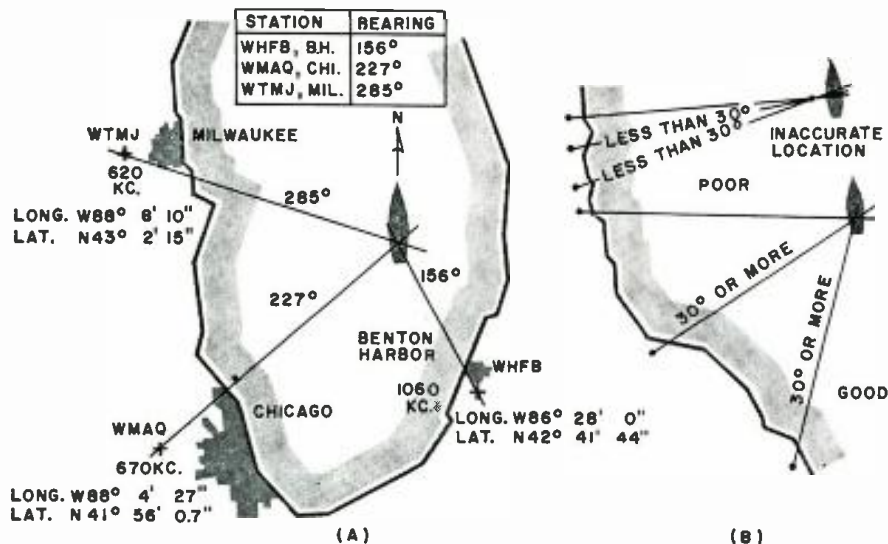 STATION BEARING
WHFB, B.H. 156°
WMAQ, CHI. 227°
WTMJ, MIL. 285°
N
WTMJ
MILWAUKEE
620
KC.
LONG. W88° 8' 10"
LAT. N43° 2' 15"
285°
227°
156°
BENTON
HARBOR
WHFB
1060
KC.
LONG. W86° 28' 0"
LAT. N42° 41' 44"
CHICAGO
WMAQ
670KC.
LONG. W88° 4' 27"
LAT. N41° 56' 0.7"
(A)
LESS THAN 30°
LESS THAN 30°
INACCURATE
LOCATION
POOR
30° OR MORE
30° OR MORE
GOOD
(B)